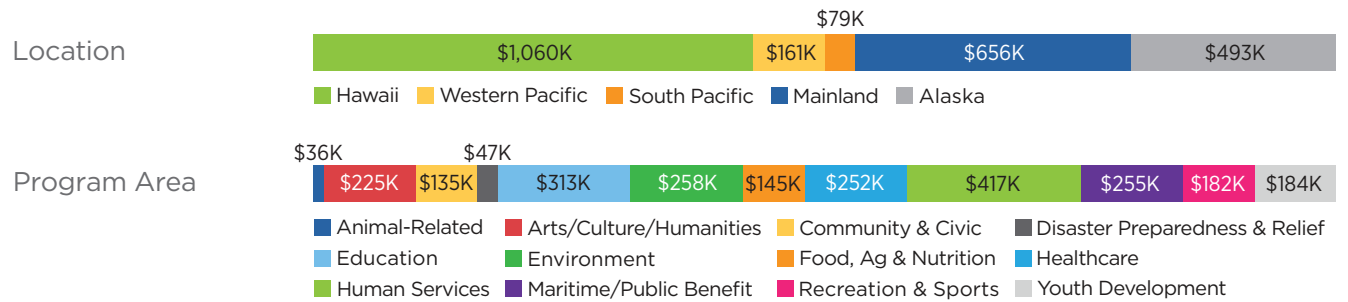 $79K
Location $1,060K $161K $656K $493K
Hawaii Western Pacific South Pacific Mainland Alaska
$36K $47K
Program Area $225K $135K $313K $258K $145K $252K $417K $255K $182K $184K
Animal-Related Arts/Culture/Humanities Community & Civic Disaster Preparedness & Relief
Education Environment Food, Ag & Nutrition Healthcare
Human Services Maritime/Public Benefit Recreation & Sports Youth Development